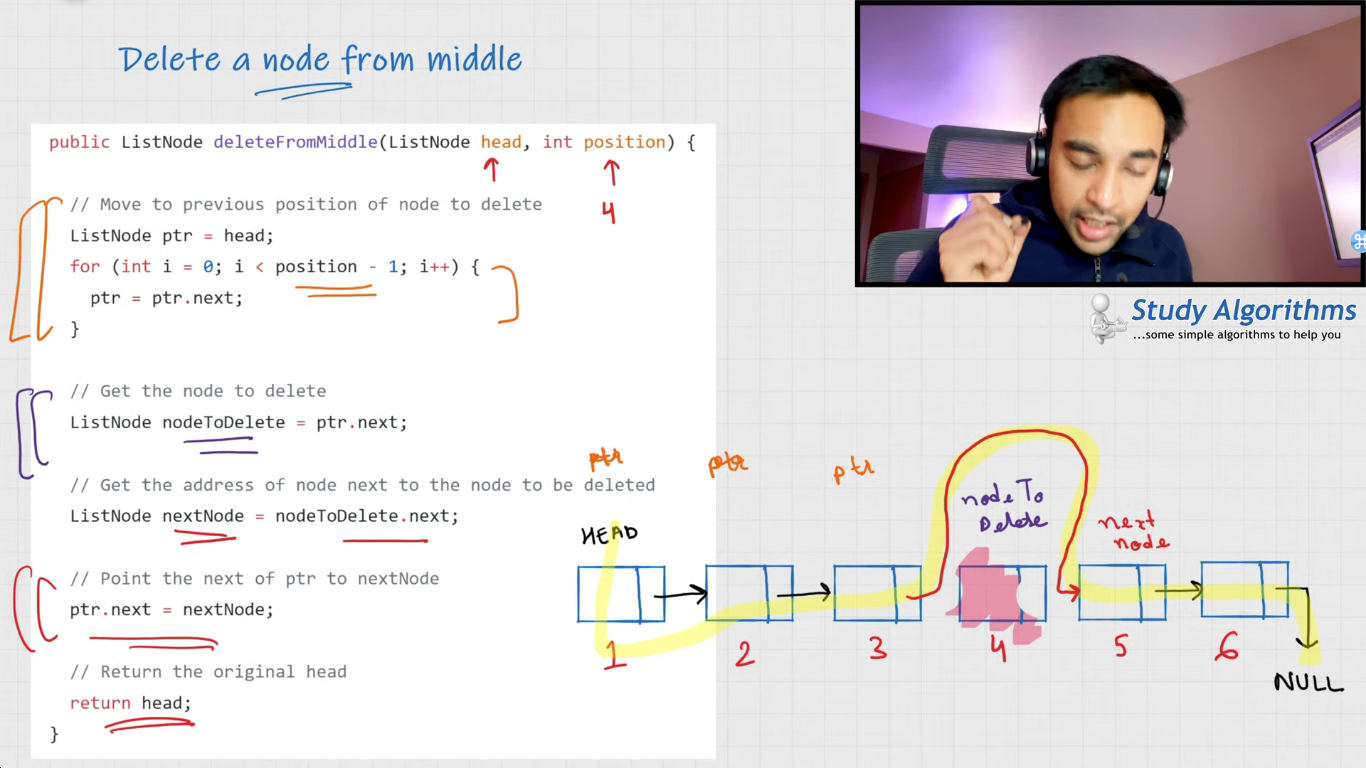 Delete a node from middle
public ListNode deleteFromMiddle(ListNode head, int position) {
4
// Move to previous position of node to delete
ListNode ptr = head;
for (int i = 0; i < position - 1; i++) {
ptr = ptr.next;
}
// Get the node to delete
ListNode nodeToDelete = ptr.next;
// Get the address of node next to the node to be deleted
ListNode nextNode = nodeToDelete.next;
// Point the next of ptr to nextNode
ptr.next = nextNode;
// Return the original head
return head;
}
Study Algorithms
...some simple algorithms to help you
ptr ptr ptr
node To
Delete
next
node
HEAD
1 2 3 4 5 6
NULL